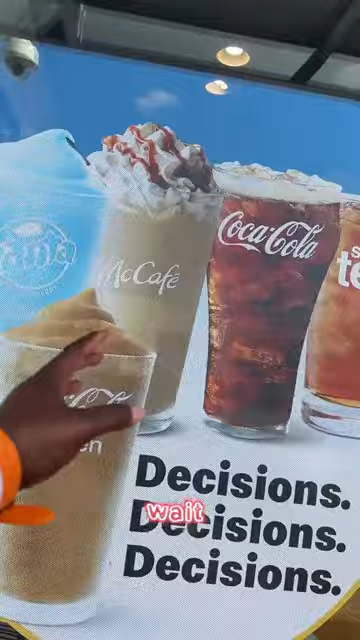 McCafé
Coca-Cola
te
Decisions.
Decisions.
Decisions.
wait